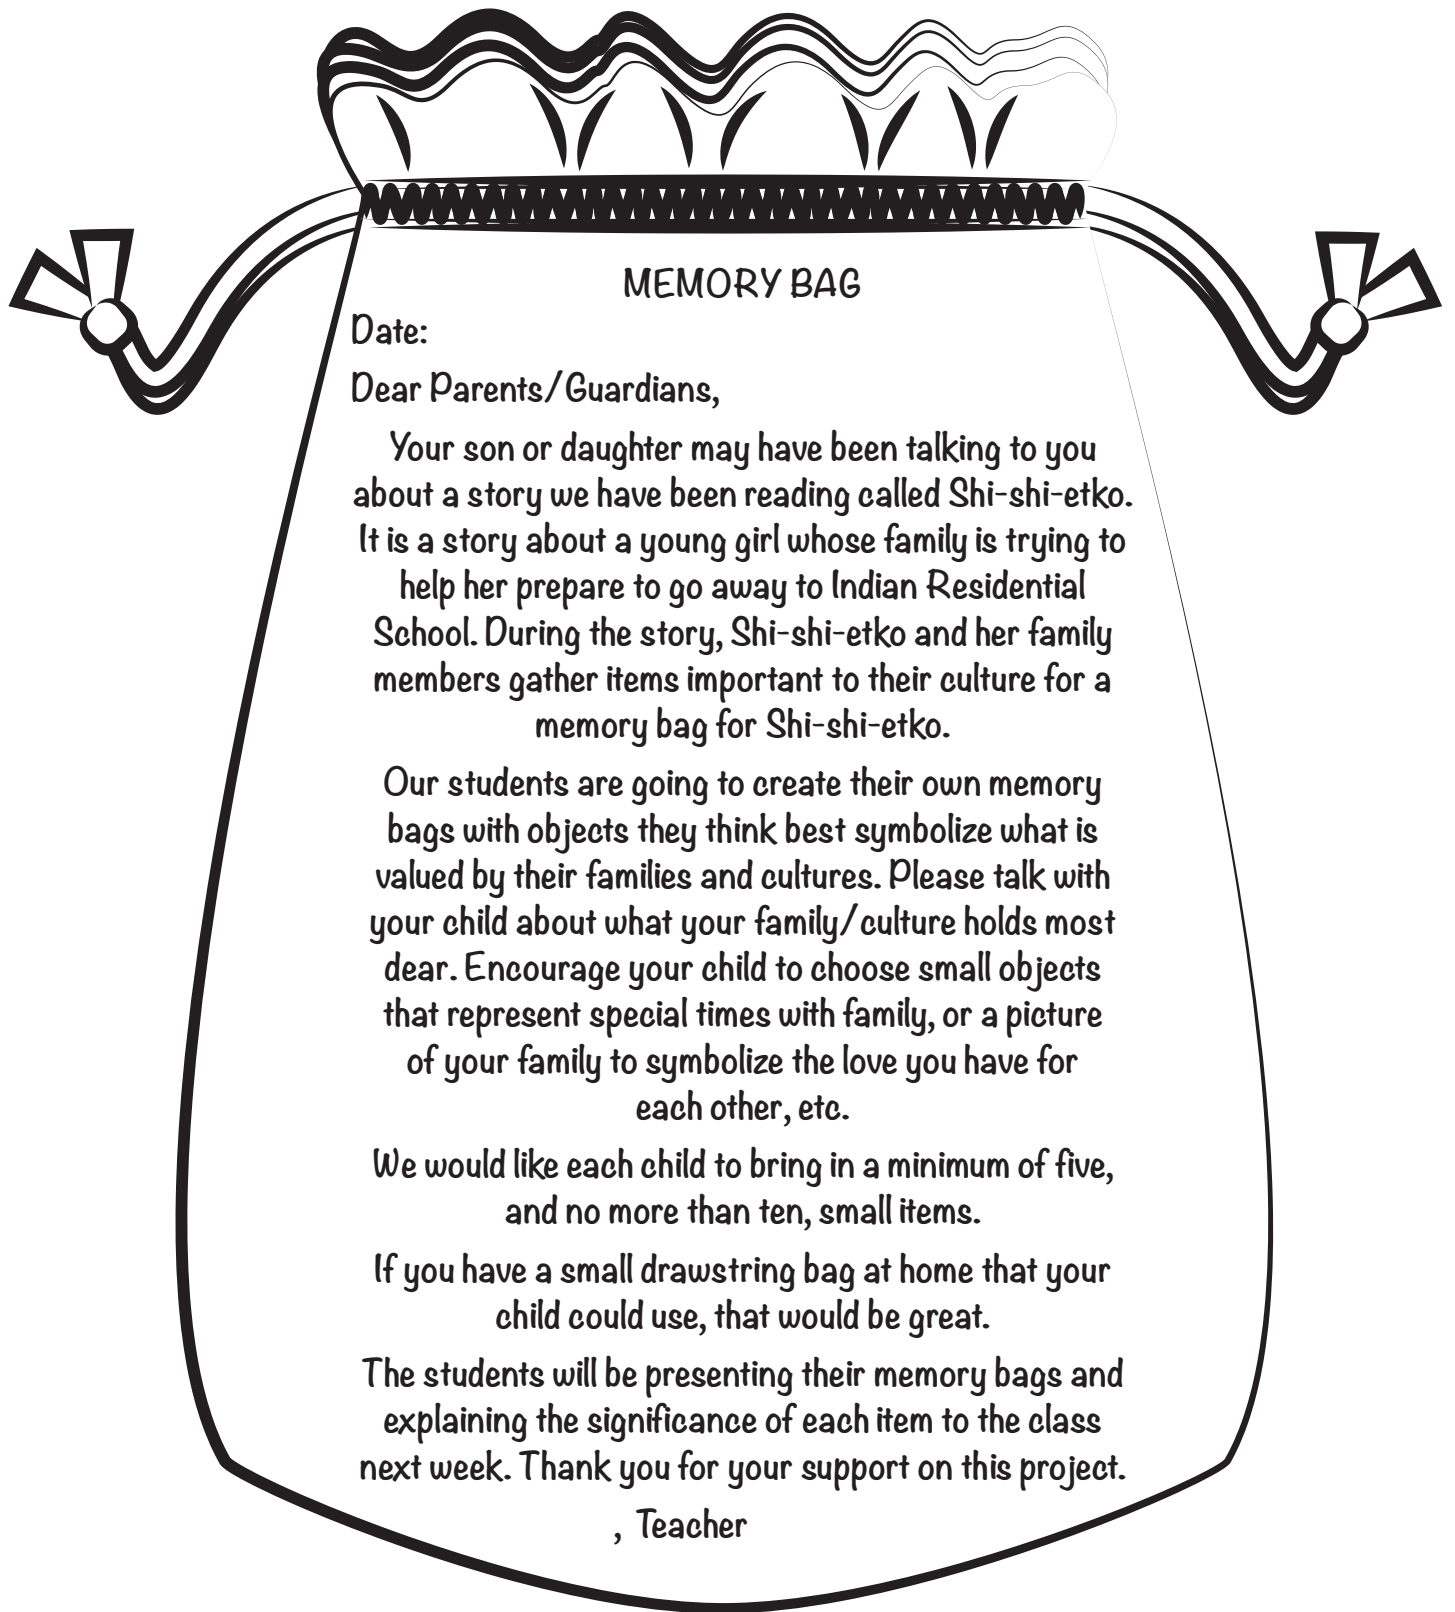 MEMORY BAG
Date:
Dear Parents/Guardians,
Your son or daughter may have been talking to you
about a story we have been reading called Shi-shi-etko.
It is a story about a young girl whose family is trying to
help her prepare to go away to Indian Residential
School. During the story, Shi-shi-etko and her family
members gather items important to their culture for a
memory bag for Shi-shi-etko.
Our students are going to create their own memory
bags with objects they think best symbolize what is
valued by their families and cultures. Please talk with
your child about what your family/culture holds most
dear. Encourage your child to choose small objects
that represent special times with family, or a picture
of your family to symbolize the love you have for
each other, etc.
We would like each child to bring in a minimum of five,
and no more than ten, small items.
If you have a small drawstring bag at home that your
child could use, that would be great.
The students will be presenting their memory bags and
explaining the significance of each item to the class
next week. Thank you for your support on this project.
, Teacher